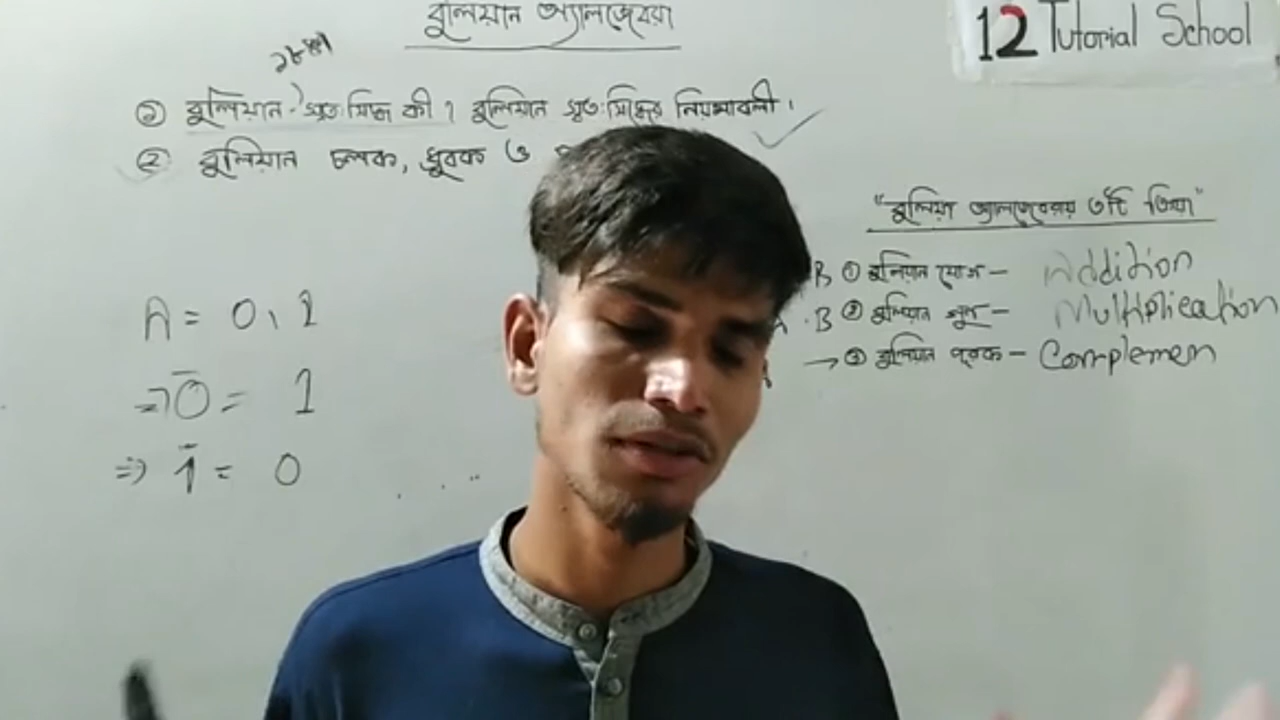 বুলিয়ান অ্যালজেবরা
12 Tutorial School
① বুলিয়ান স্বতঃসিদ্ধ কী ? বুলিয়ান স্বতঃসিদ্ধের নিয়মাবলী ।
② বুলিয়ান চলক, ধ্রুবক ও
"বুলিয়া অ্যালজেবরায় ৩টি
B ① বুলিয়ান যোগ – Addition
. B ② বুলিয়ান গুণ – Multiplication
→ ③ বুলিয়ান পূরক – Complemen
A = 0, 1
⇒ 0̅ = 1
⇒ 1̅ = 0